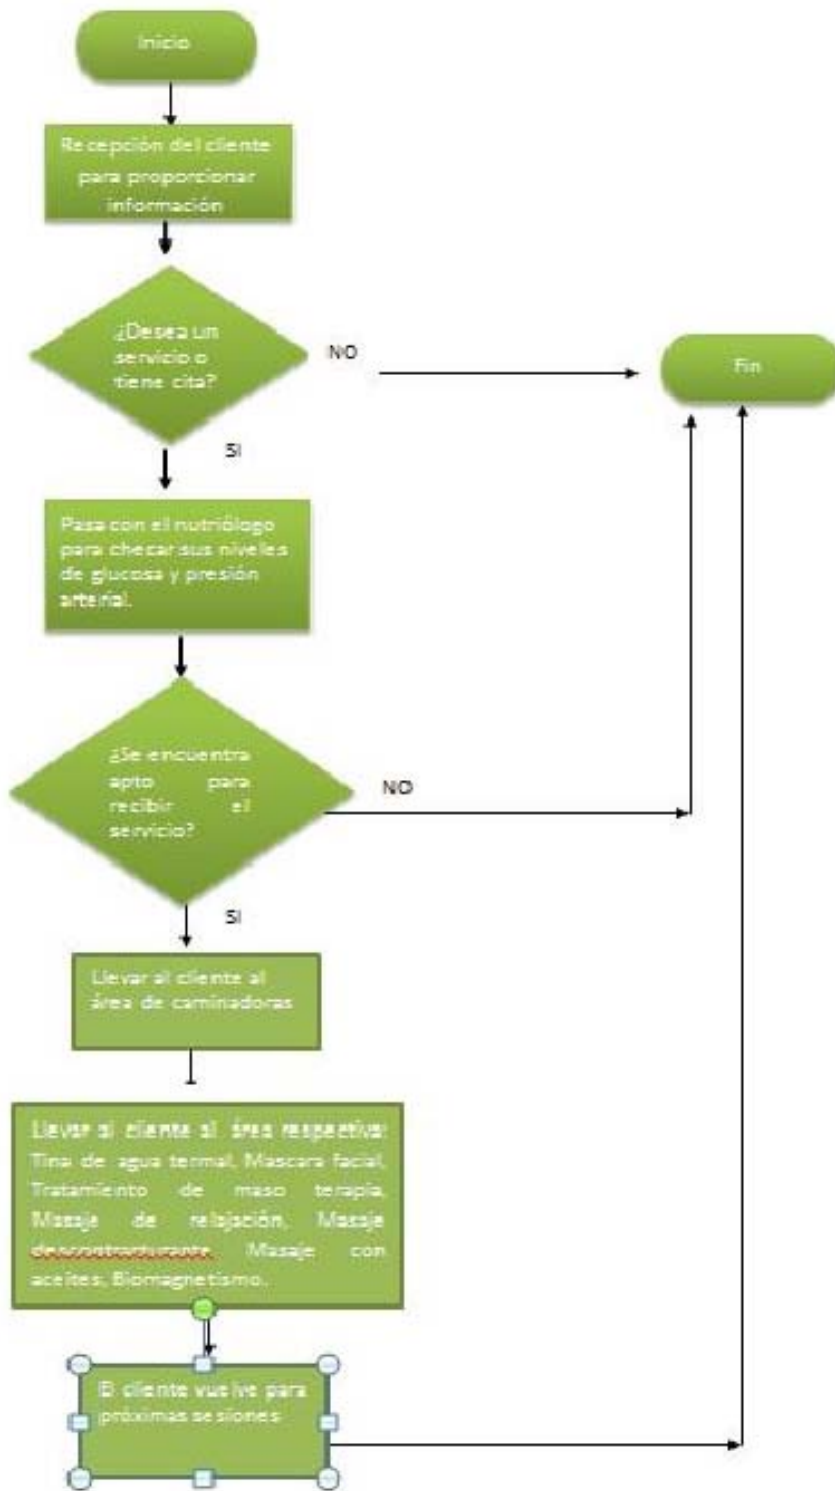 Inicio
Recepción del cliente
para proporcionar
información
¿Desea un
servicio o
tiene cita?
NO
Fin
SI
Pasa con el nutriólogo
para checar sus niveles
de glucosa y presión
arterial.
¿Se encuentra
apto para
recibir el
servicio?
NO
SI
Llevar al cliente al
área de caminadoras
Llevar al cliente al área respectiva:
Tina de agua termal, Mascara facial,
Tratamiento de maso terapia,
Masaje de relajación, Masaje
descontracturante, Masaje con
aceites, Biomagnetismo.
El cliente vuelve para
próximas sesiones